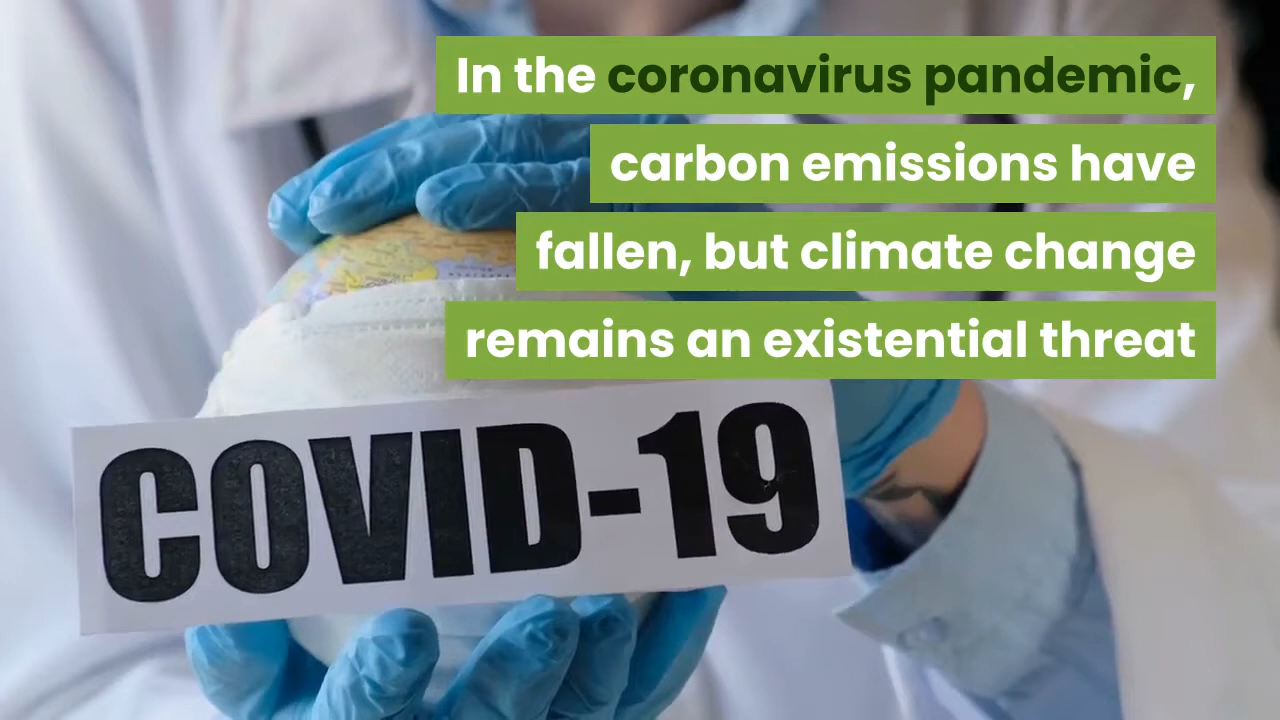 In the coronavirus pandemic,
carbon emissions have
fallen, but climate change
remains an existential threat
COVID-19